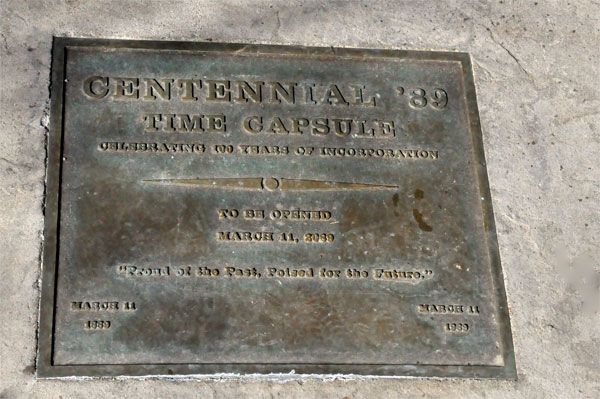 CENTENNIAL '89
TIME CAPSULE
CELEBRATING 100 YEARS OF INCORPORATION
TO BE OPENED
MARCH 11, 2089
"Proud of the Past, Poised for the Future."
MARCH 11 MARCH 11
1889 1989